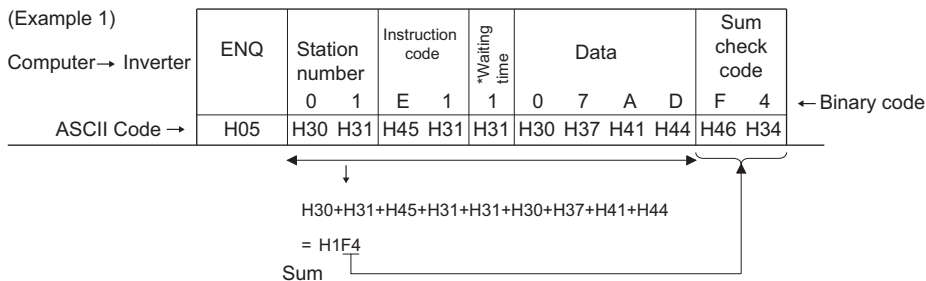 (Example 1)
Computer→ Inverter
ENQ
Station
number
Instruction
code
*Waiting
time
Data
Sum
check
code
0 1 E 1 1 0 7 A D F 4 ←Binary code
ASCII Code → H05 H30 H31 H45 H31 H31 H30 H37 H41 H44 H46 H34
H30+H31+H45+H31+H31+H30+H37+H41+H44
= H1F4
Sum